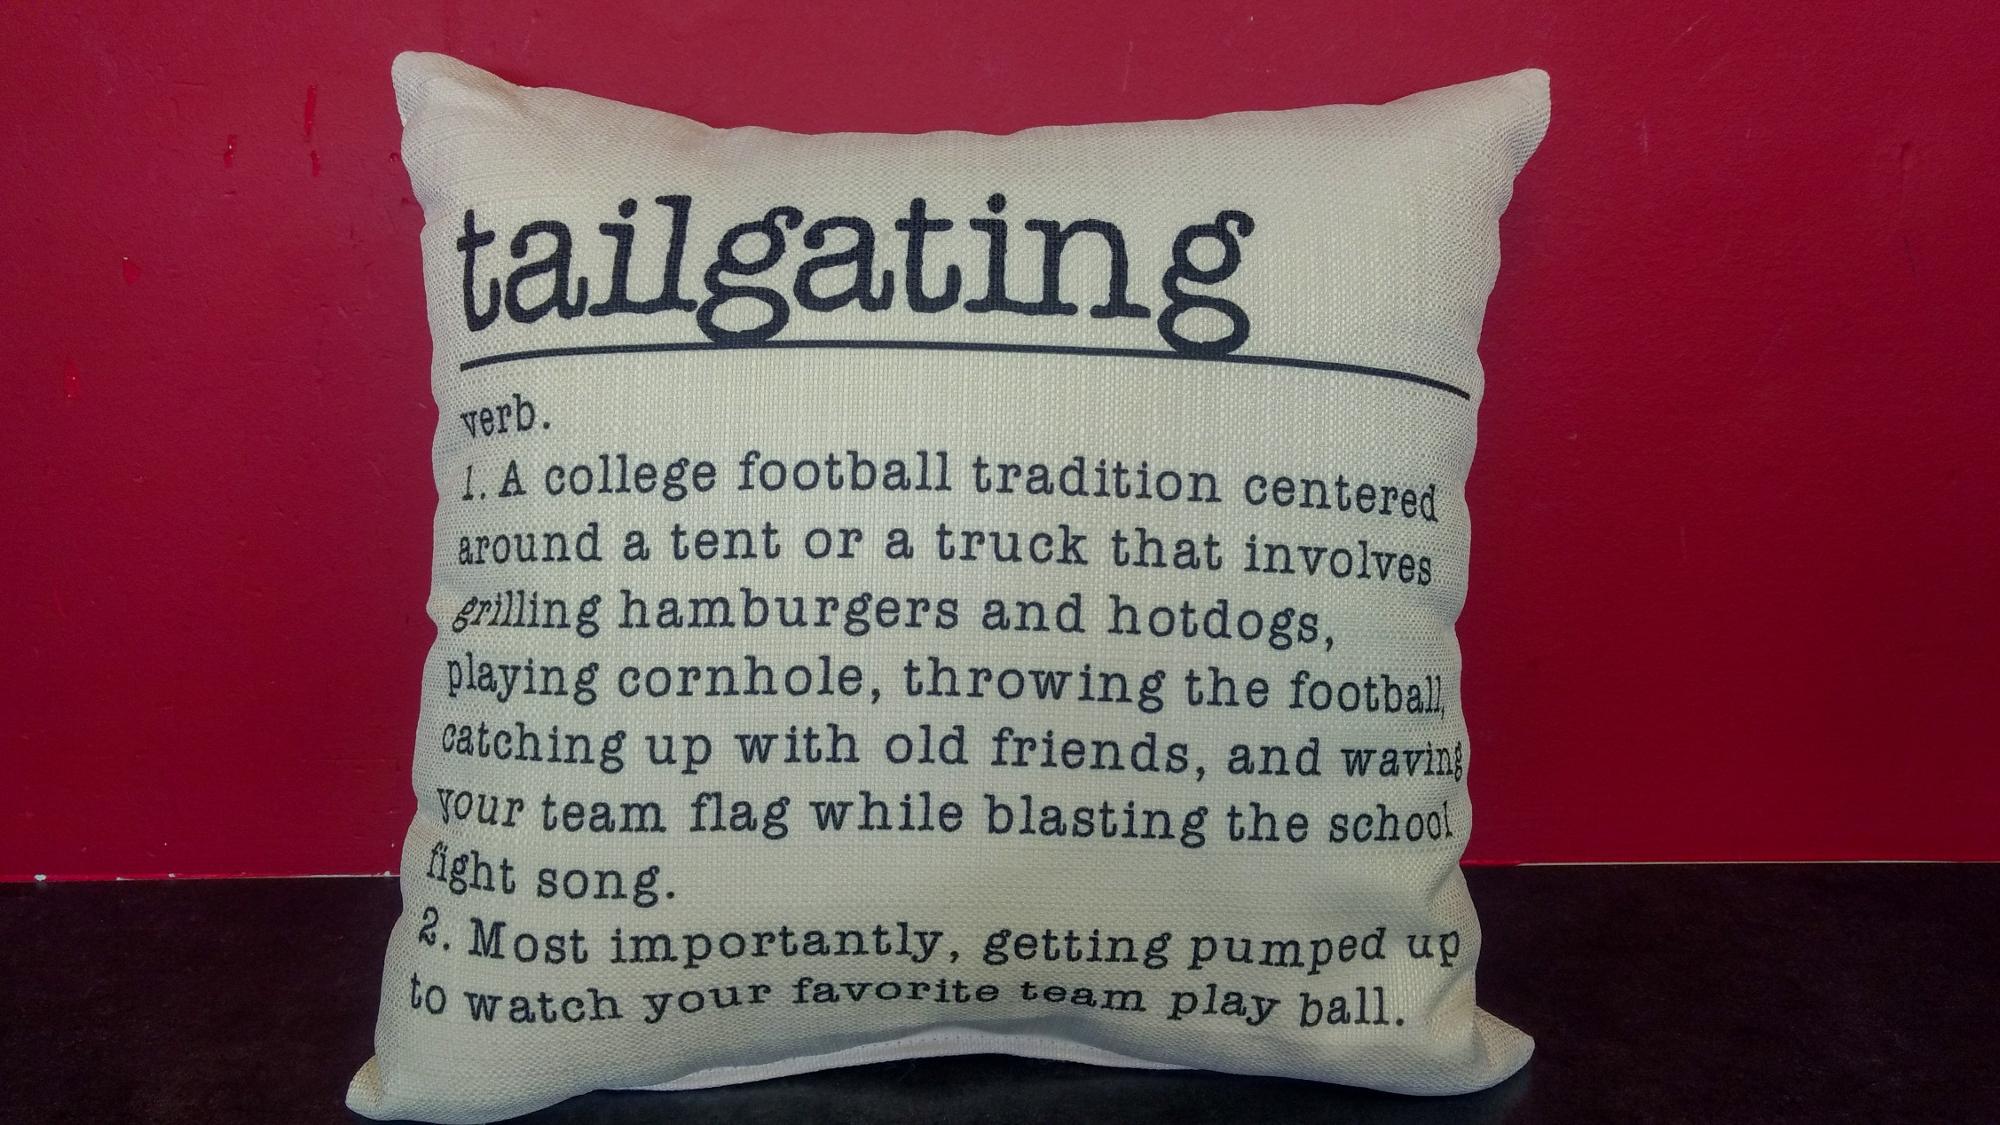 tailgating
verb.
1. A college football tradition centered
around a tent or a truck that involves
grilling hamburgers and hotdogs,
playing cornhole, throwing the football,
catching up with old friends, and waving
your team flag while blasting the school
fight song.
2. Most importantly, getting pumped up
to watch your favorite team play ball.